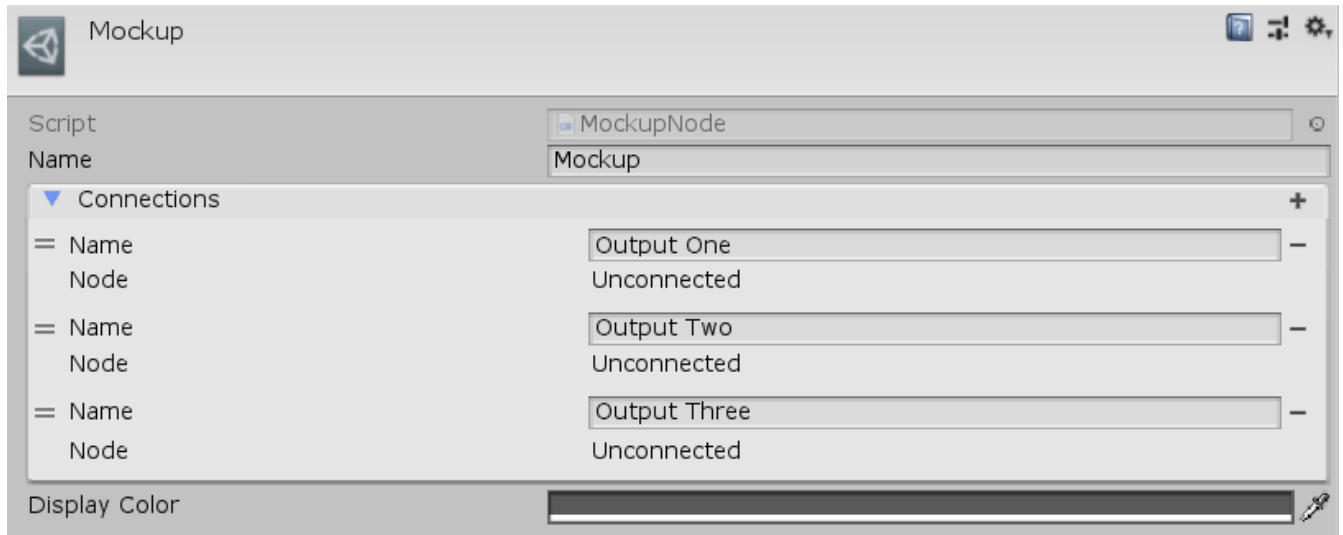 Mockup
Script MockupNode
Name Mockup
Connections
Name Output One
Node Unconnected
Name Output Two
Node Unconnected
Name Output Three
Node Unconnected
Display Color